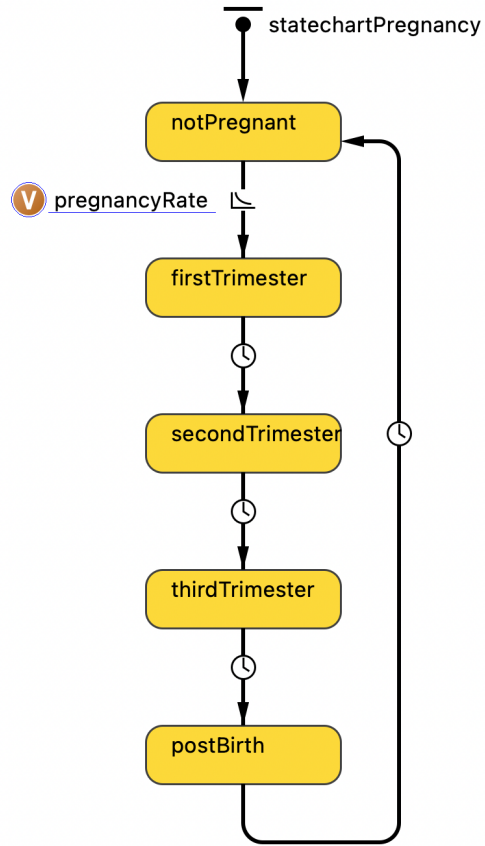 statechartPregnancy
notPregnant
V pregnancyRate
firstTrimester
secondTrimester
thirdTrimester
postBirth